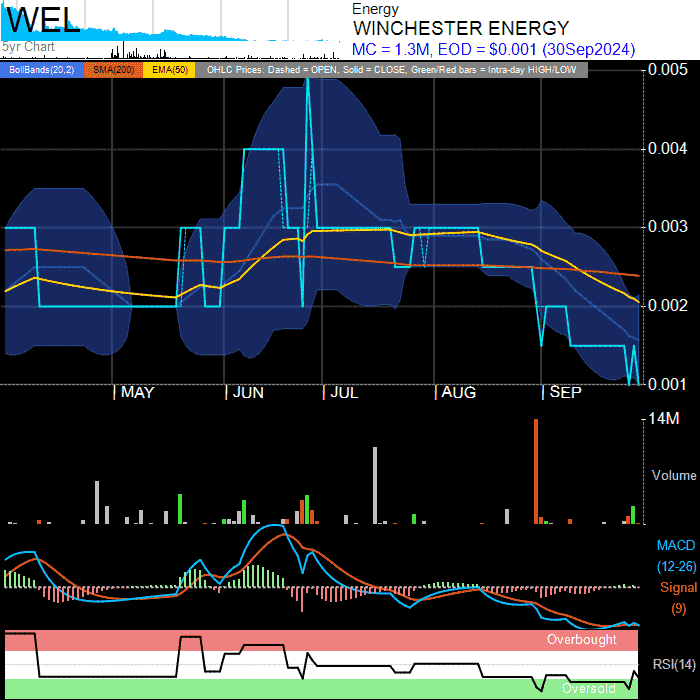 WEL
5yr Chart
Energy
WINCHESTER ENERGY
MC = 1.3M, EOD = $0.001 (30Sep2024)
BollBands(20,2) SMA(200) EMA(50) OHLC Prices: Dashed = OPEN, Solid = CLOSE, Green/Red bars = Intra-day HIGH/LOW
0.005
0.004
0.003
0.002
0.001
MAY JUN JUL AUG SEP
14M
Volume
MACD
(12-26)
Signal
(9)
Overbought
RSI(14)
Oversold